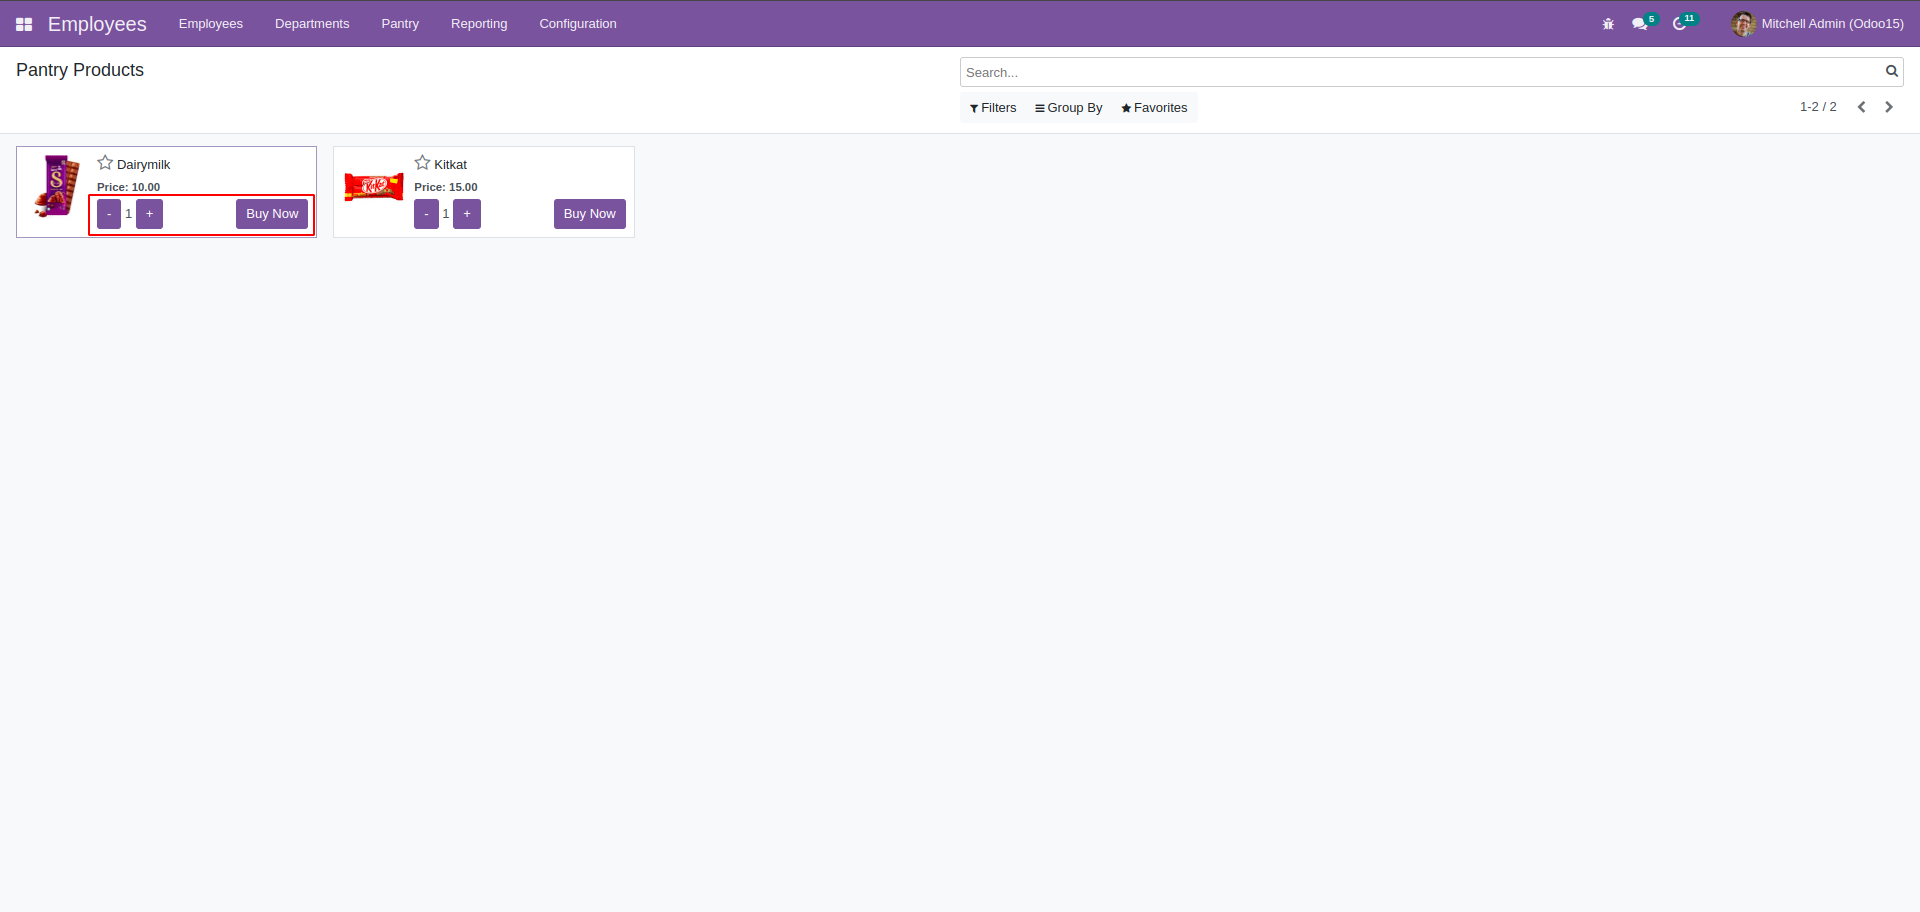 Employees Employees Departments Pantry Reporting Configuration 5 11 Mitchell Admin (Odoo15)
Pantry Products
Search...
Filters Group By Favorites 1-2 / 2
Dairymilk
Price: 10.00
- 1 + Buy Now
Kitkat
Price: 15.00
- 1 + Buy Now
KitKat